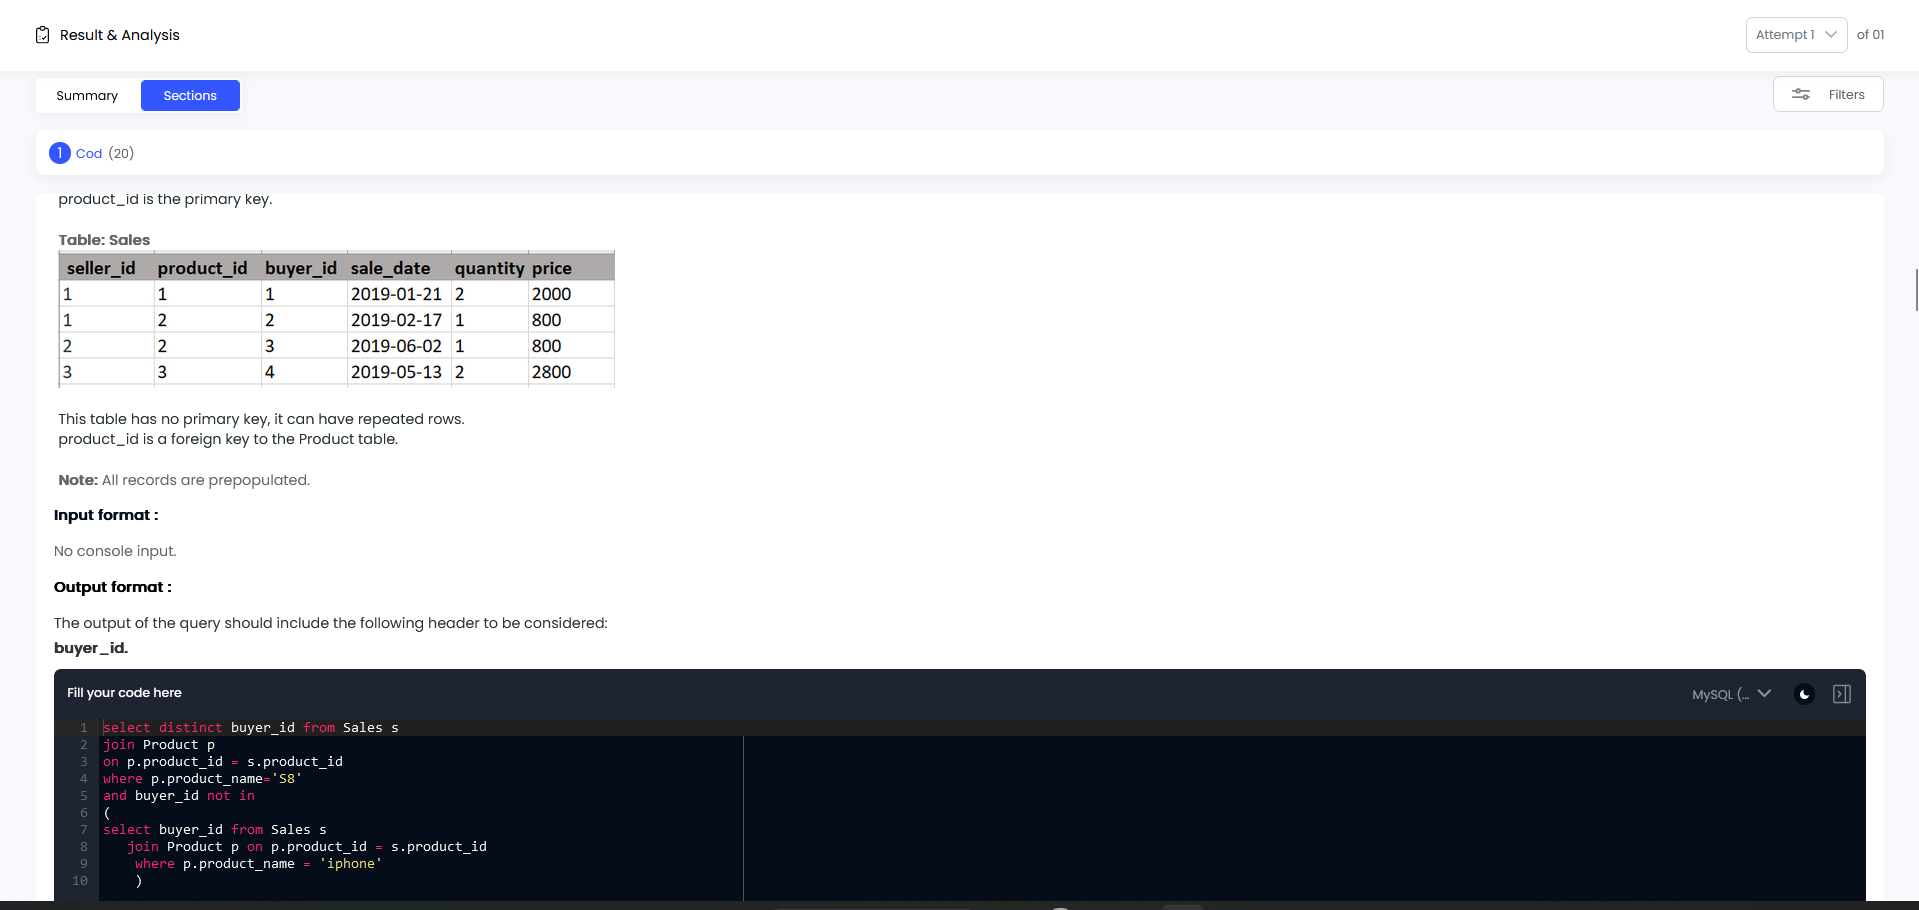 Result & Analysis
Attempt 1
of 01
Summary
Sections
Filters
1 Cod (20)
product_id is the primary key.
Table: Sales
seller_id product_id buyer_id sale_date quantity price
1 1 1 2019-01-21 2 2000
1 2 2 2019-02-17 1 800
2 2 3 2019-06-02 1 800
3 3 4 2019-05-13 2 2800
This table has no primary key, it can have repeated rows.
product_id is a foreign key to the Product table.
Note: All records are prepopulated.
Input format :
No console input.
Output format :
The output of the query should include the following header to be considered:
buyer_id.
Fill your code here
MySQL (...
1 select distinct buyer_id from Sales s
2 join Product p
3 on p.product_id = s.product_id
4 where p.product_name='S8'
5 and buyer_id not in
6 (
7 select buyer_id from Sales s
8 join Product p on p.product_id = s.product_id
9 where p.product_name = 'iphone'
10 )